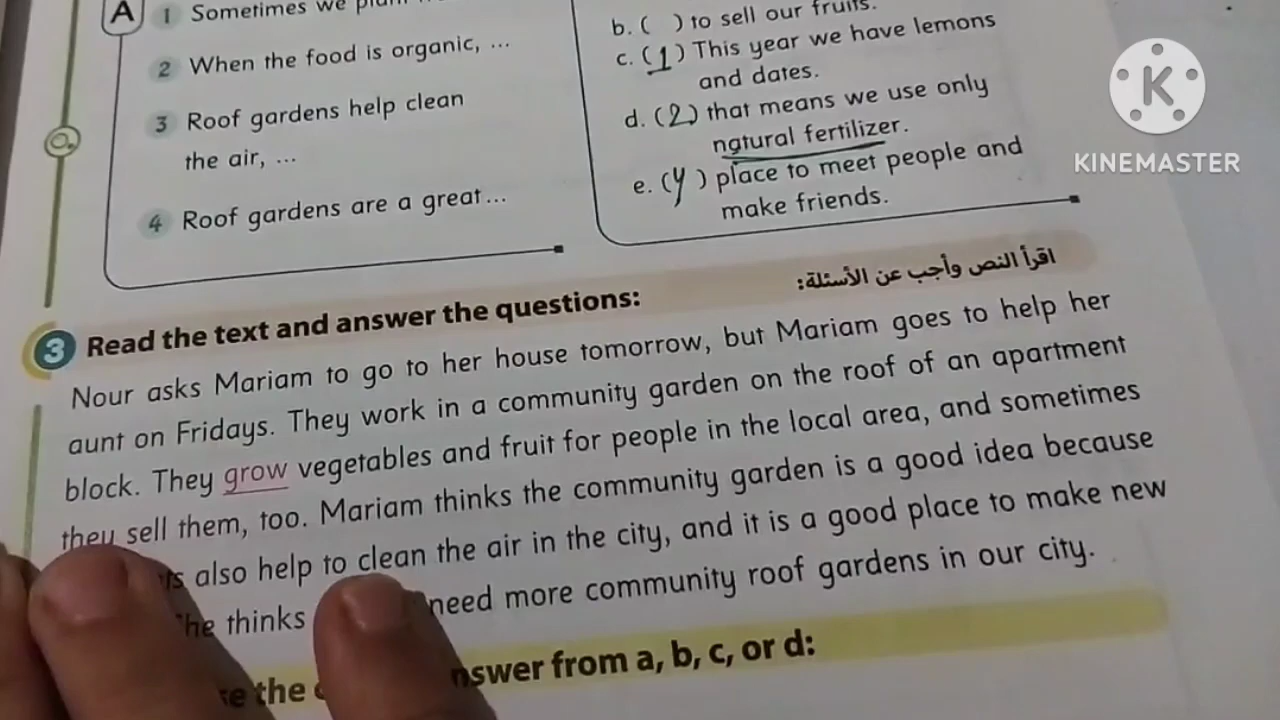 A
1 Sometimes we
2 When the food is organic, ...
3 Roof gardens help clean
the air, ...
4 Roof gardens are a great...
b. ( ) to sell our fruits.
c. (1) This year we have lemons
and dates.
d. (2) that means we use only
natural fertilizer.
e. (4) place to meet people and
make friends.
KINEMASTER
3 Read the text and answer the questions:
اقرأ النص وأجب عن الأسئلة:
Nour asks Mariam to go to her house tomorrow, but Mariam goes to help her
aunt on Fridays. They work in a community garden on the roof of an apartment
block. They grow vegetables and fruit for people in the local area, and sometimes
they sell them, too. Mariam thinks the community garden is a good idea because
also help to clean the air in the city, and it is a good place to make new
thinks need more community roof gardens in our city.
the from a, b, c, or d: